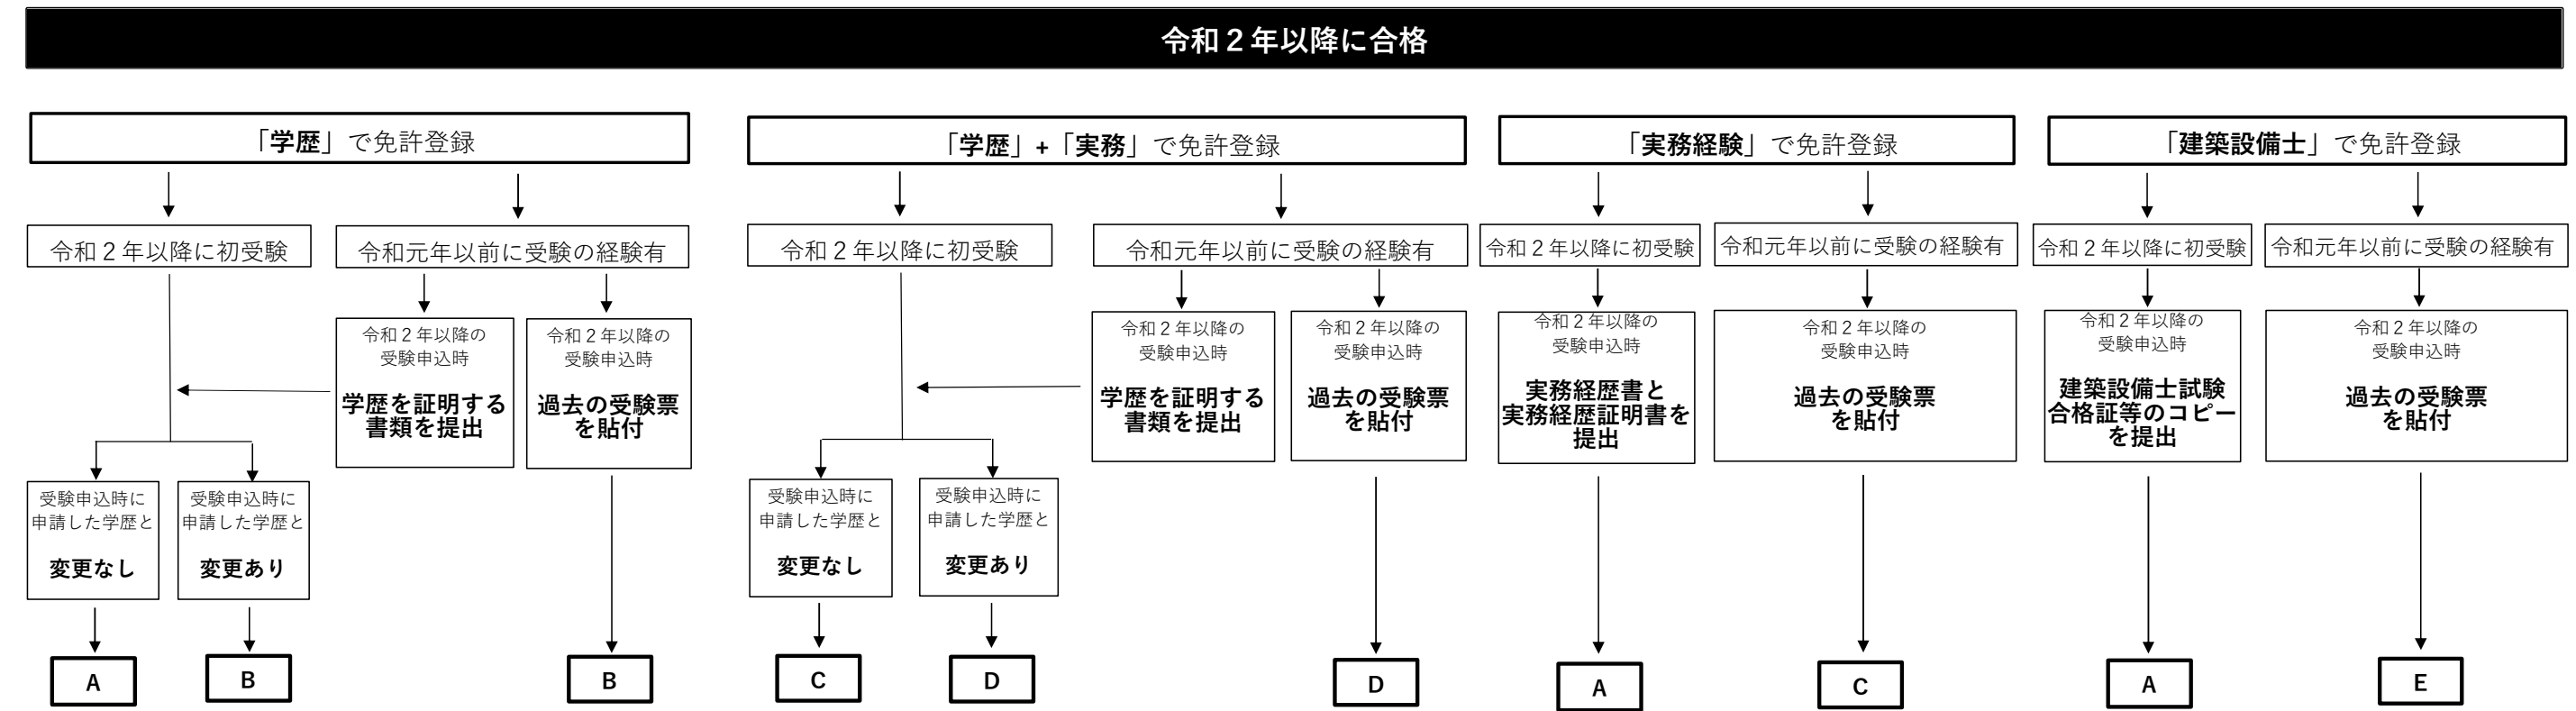 令和２年以降に合格
「学歴」で免許登録
「学歴」+「実務」で免許登録
「実務経験」で免許登録
「建築設備士」で免許登録
令和２年以降に初受験
令和元年以前に受験の経験有
令和２年以降に初受験
令和元年以前に受験の経験有
令和２年以降に初受験
令和元年以前に受験の経験有
令和２年以降に初受験
令和元年以前に受験の経験有
令和２年以降の
受験申込時
学歴を証明する
書類を提出
令和２年以降の
受験申込時
過去の受験票
を貼付
令和２年以降の
受験申込時
学歴を証明する
書類を提出
令和２年以降の
受験申込時
過去の受験票
を貼付
令和２年以降の
受験申込時
実務経歴書と
実務経歴証明書を
提出
令和２年以降の
受験申込時
過去の受験票
を貼付
令和２年以降の
受験申込時
建築設備士試験
合格証等のコピー
を提出
令和２年以降の
受験申込時
過去の受験票
を貼付
受験申込時に
申請した学歴と
変更なし
受験申込時に
申請した学歴と
変更あり
受験申込時に
申請した学歴と
変更なし
受験申込時に
申請した学歴と
変更あり
A
B
B
C
D
D
A
C
A
E